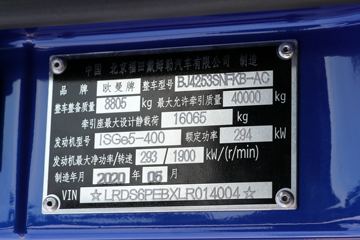 中国 北京福田戴姆勒汽车有限公司 制造
品牌 欧曼牌 整车型号 BJ4253SNFKB-AC
整车整备质量 8805 kg 最大允许牵引质量 40000 kg
牵引座最大设计静载荷 16065 kg
发动机型号 ISGe5-400 额定功率 294 kW
发动机最大净功率/转速 293/1900 kW/(r/min)
制造年月 2020 年 05 月
VIN ☆LRDS6PEBXLR014004☆